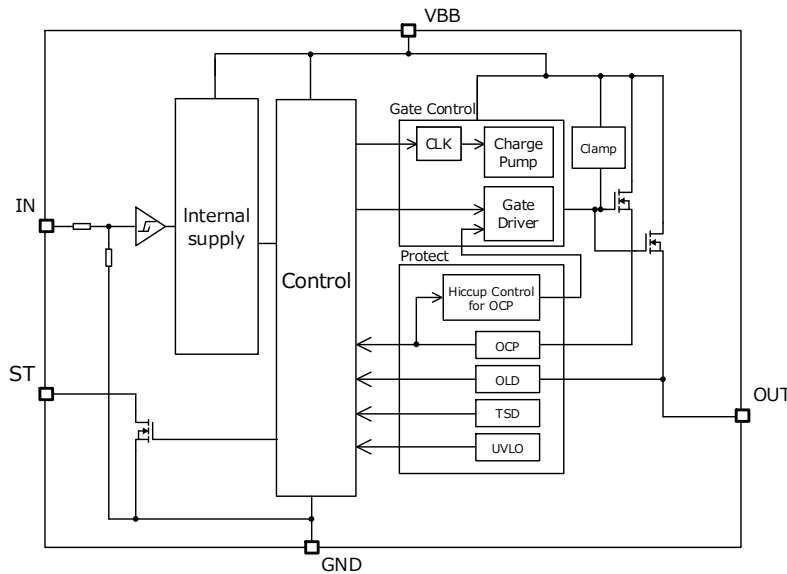 VBB
Gate Control
CLK
Charge
Pump
Clamp
IN
Internal
supply
Gate
Driver
Protect
Control
Hiccup Control
for OCP
OCP
ST
OLD
OUT
TSD
UVLO
GND